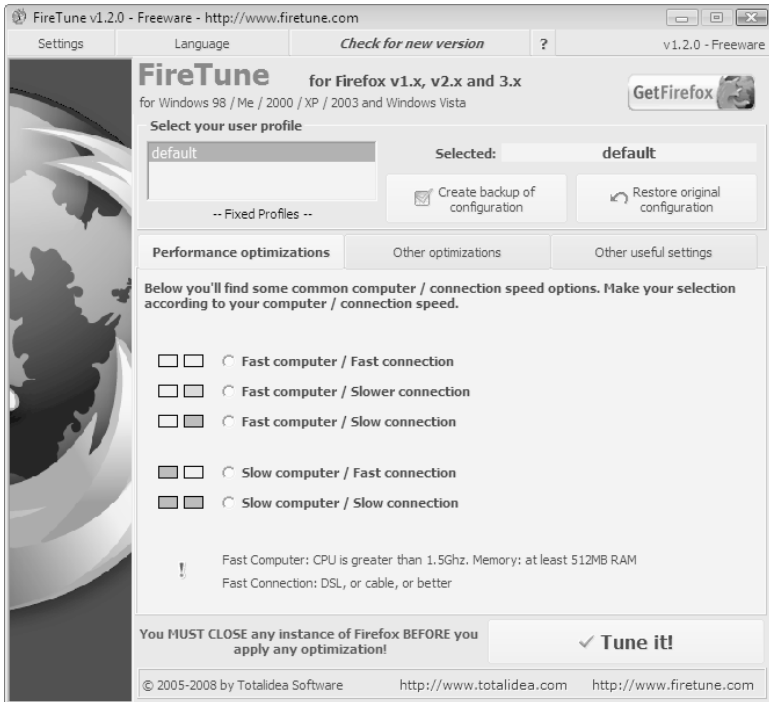 FireTune v1.2.0 - Freeware - http://www.firetune.com
Settings Language Check for new version ? v1.2.0 - Freeware
FireTune for Firefox v1.x, v2.x and 3.x
for Windows 98 / Me / 2000 / XP / 2003 and Windows Vista
GetFirefox
Select your user profile
default
Selected: default
Create backup of
configuration
Restore original
configuration
-- Fixed Profiles --
Performance optimizations Other optimizations Other useful settings
Below you'll find some common computer / connection speed options. Make your selection
according to your computer / connection speed.
Fast computer / Fast connection
Fast computer / Slower connection
Fast computer / Slow connection
Slow computer / Fast connection
Slow computer / Slow connection
! Fast Computer: CPU is greater than 1.5Ghz. Memory: at least 512MB RAM
Fast Connection: DSL, or cable, or better
You MUST CLOSE any instance of Firefox BEFORE you
apply any optimization!
Tune it!
© 2005-2008 by Totalidea Software http://www.totalidea.com http://www.firetune.com